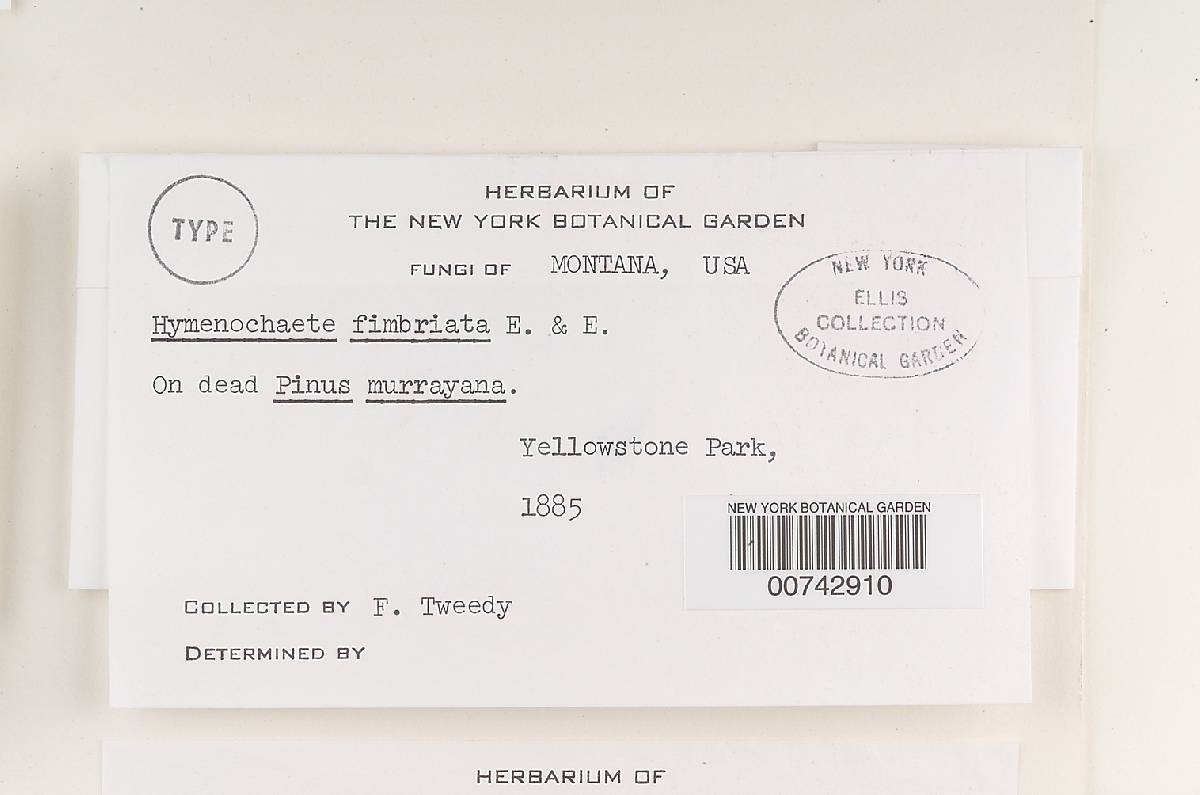 TYPE
HERBARIUM OF
THE NEW YORK BOTANICAL GARDEN
FUNGI OF MONTANA, USA
NEW YORK
ELLIS
COLLECTION
BOTANICAL GARDEN
Hymenochaete fimbriata E. & E.
On dead Pinus murrayana.
Yellowstone Park,
1885
NEW YORK BOTANICAL GARDEN
00742910
COLLECTED BY F. Tweedy
DETERMINED BY
HERBARIUM OF